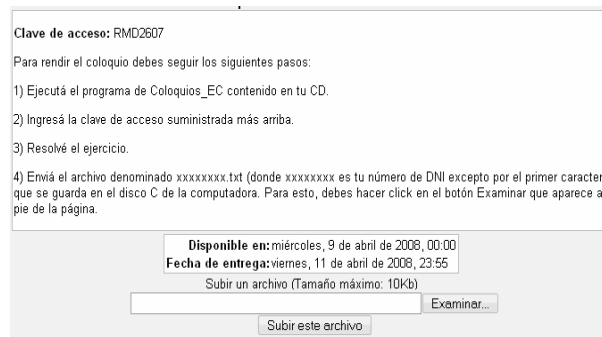 Clave de acceso: RMD2607
Para rendir el coloquio debes seguir los siguientes pasos:
1) Ejecutá el programa de Coloquios_EC contenido en tu CD.
2) Ingresá la clave de acceso suministrada más arriba.
3) Resolvé el ejercicio.
4) Enviá el archivo denominado xxxxxxxx.txt (donde xxxxxxxx es tu número de DNI excepto por el primer caracter
que se guarda en el disco C de la computadora. Para esto, debes hacer click en el botón Examinar que aparece a
pie de la página.
Disponible en: miércoles, 9 de abril de 2008, 00:00
Fecha de entrega: viernes, 11 de abril de 2008, 23:55
Subir un archivo (Tamaño máximo: 10Kb)
Examinar...
Subir este archivo